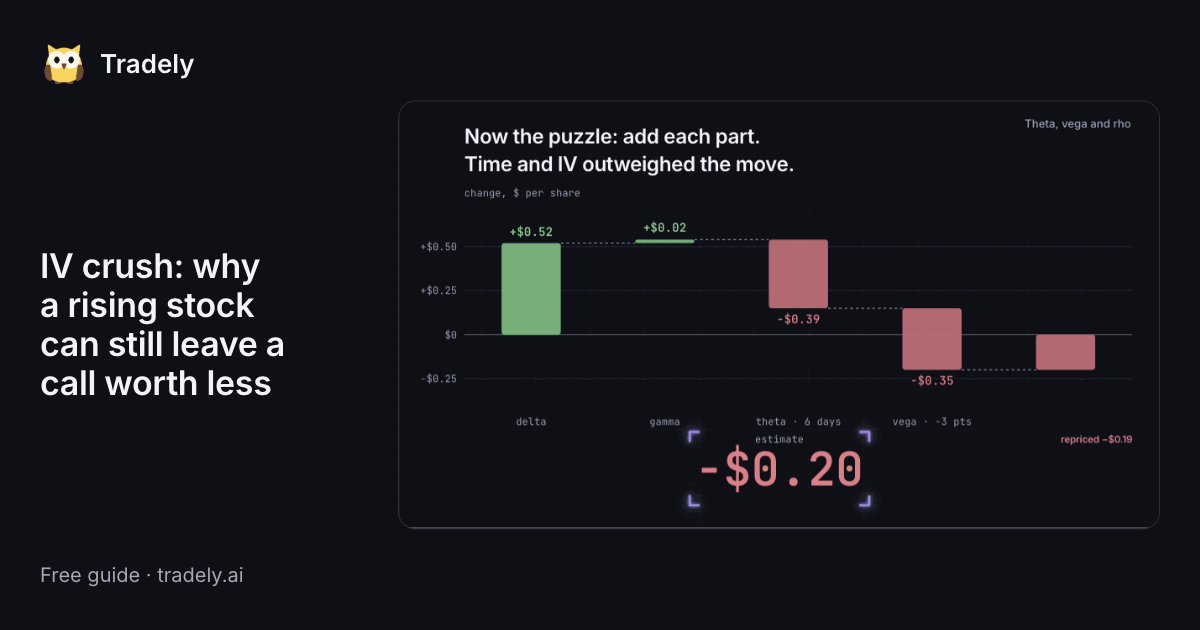 Tradely
IV crush: why
a rising stock
can still leave a
call worth less
Free guide · tradely.ai
Theta, vega and rho
Now the puzzle: add each part.
Time and IV outweighed the move.
change, $ per share
+$0.50
+$0.25
$0
-$0.25
+$0.52
+$0.02
-$0.39
-$0.35
delta
gamma
theta · 6 days
vega · -3 pts
estimate
-$0.20
repriced −$0.19